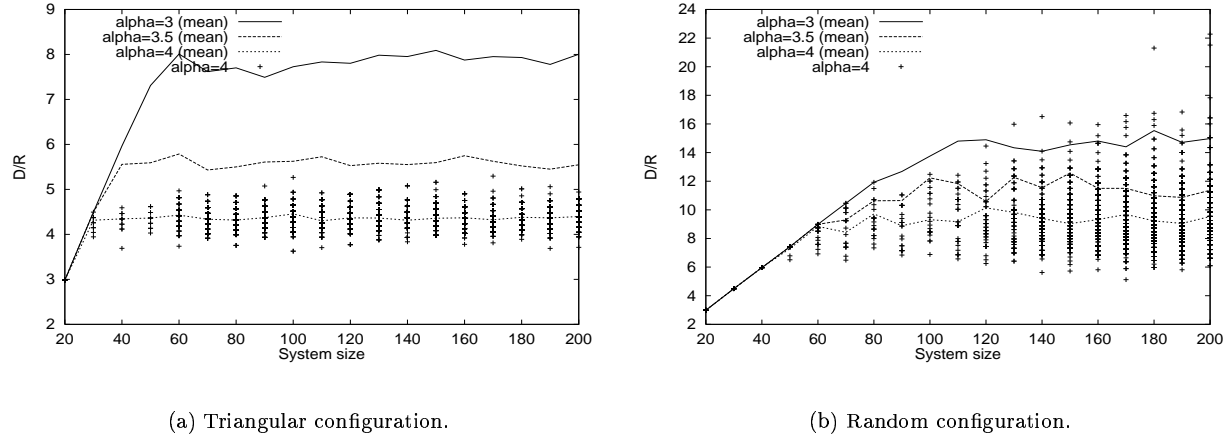 9
8
7
6
5
4
3
2
D/R
alpha=3 (mean)
alpha=3.5 (mean)
alpha=4 (mean)
alpha=4
20 40 60 80 100 120 140 160 180 200
System size
(a) Triangular configuration.
24
22
20
18
16
14
12
10
8
6
4
2
D/R
alpha=3 (mean)
alpha=3.5 (mean)
alpha=4 (mean)
alpha=4
20 40 60 80 100 120 140 160 180 200
System size
(b) Random configuration.